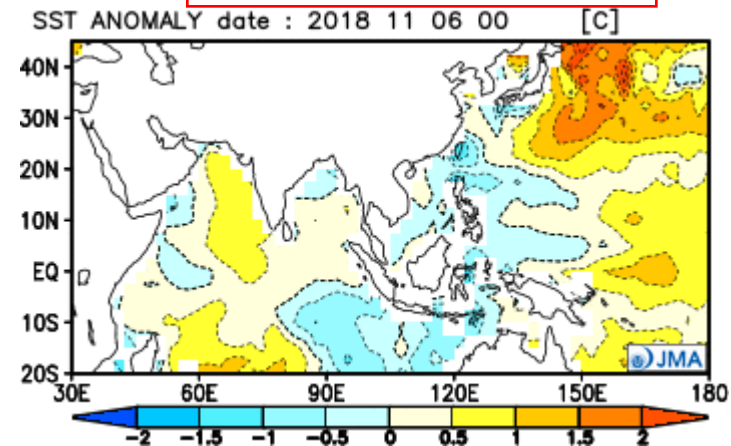 SST ANOMALY date : 2018 11 06 00 [C]
40N
30N
20N
10N
EQ
10S
20S
JMA
30E 60E 90E 120E 150E 180
-2 -1.5 -1 -0.5 0 0.5 1 1.5 2